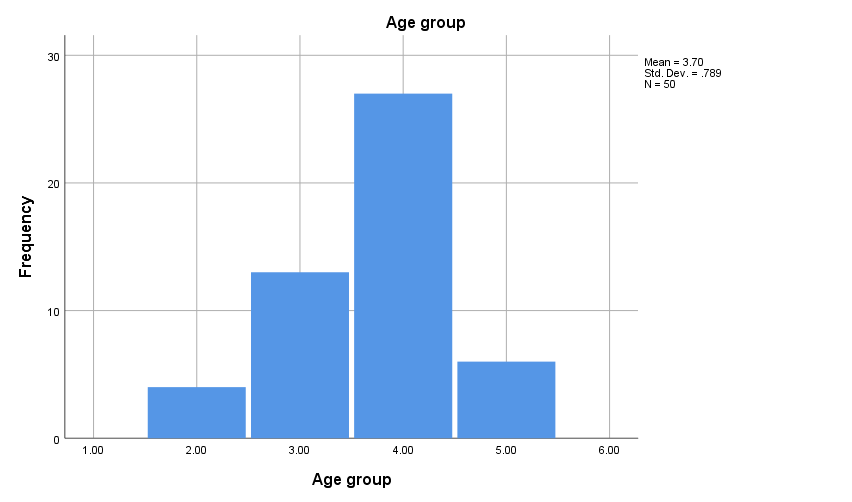 Age group
Mean = 3.70
Std. Dev. = .789
N = 50
Frequency
30
20
10
0
1.00 2.00 3.00 4.00 5.00 6.00
Age group